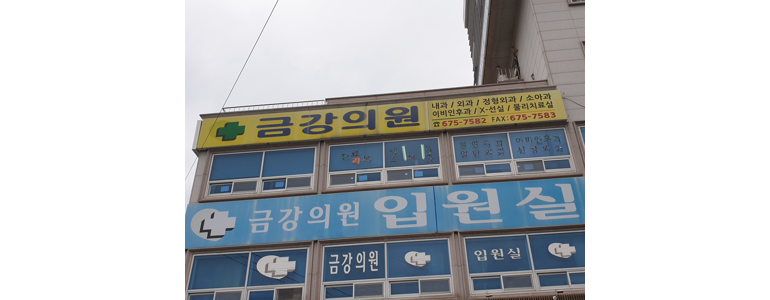 금강의원
내과 / 외과 / 정형외과 / 소아과
이비인후과 / X-선실 / 물리치료실
☎ 675-7582 FAX: 675-7583
금강의원 입원실
금강의원
입원실